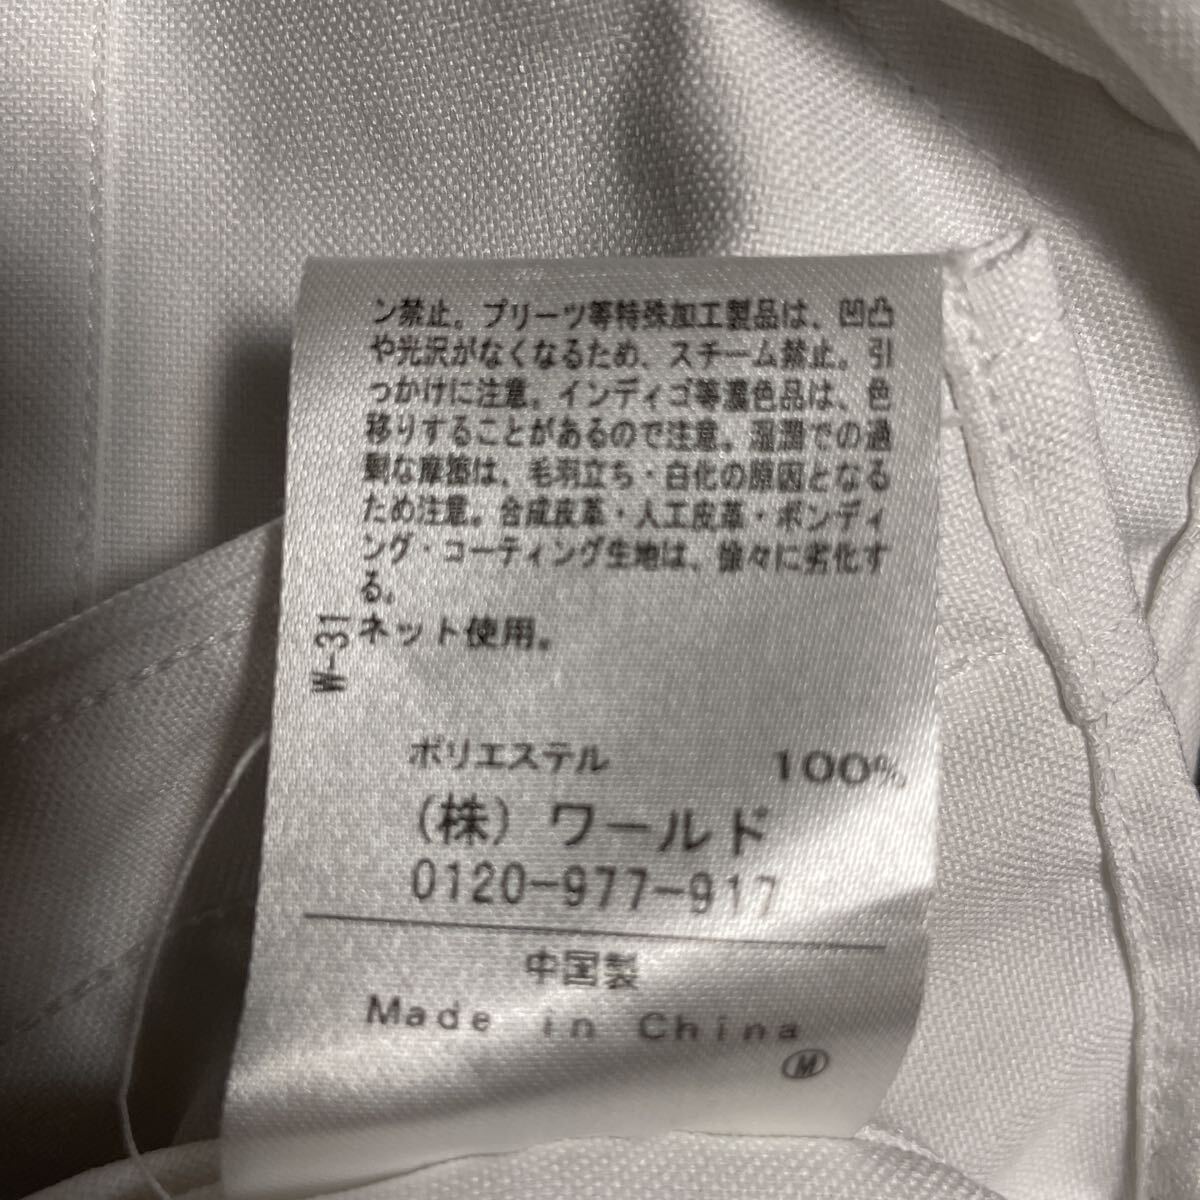 ン禁止。プリーツ等特殊加工製品は、凹凸
や光沢がなくなるため、スチーム禁止。引
っかけに注意。インディゴ等濃色品は、色
移りすることがあるので注意。湿潤での過
剰な摩擦は、毛羽立ち・白化の原因となる
ため注意。合成皮革・人工皮革・ボンディ
ング・コーティング生地は、徐々に劣化す
る。
ネット使用。
W-31
ポリエステル 100%
(株) ワールド
0120-977-917
中国製
Made in China
M